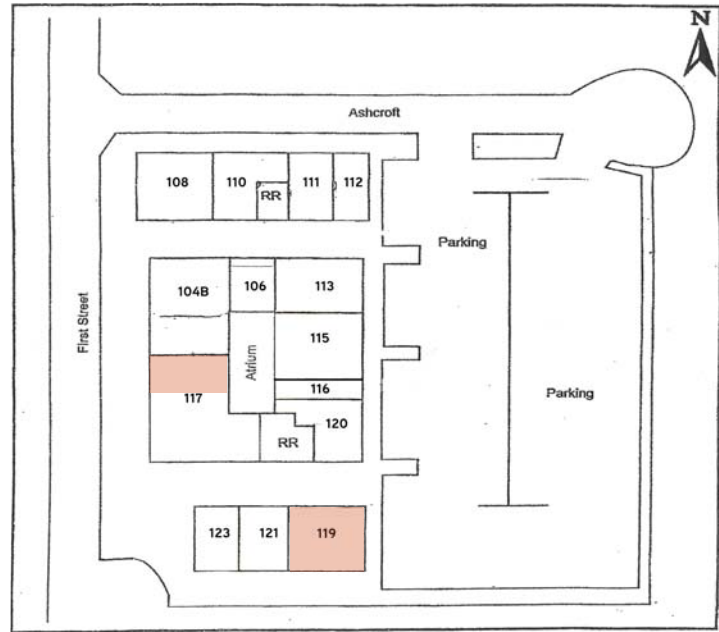 N
Ashcroft
108
110
RR
111
112
Parking
104B
106
113
First Street
Atrium
115
116
117
120
RR
Parking
123
121
119